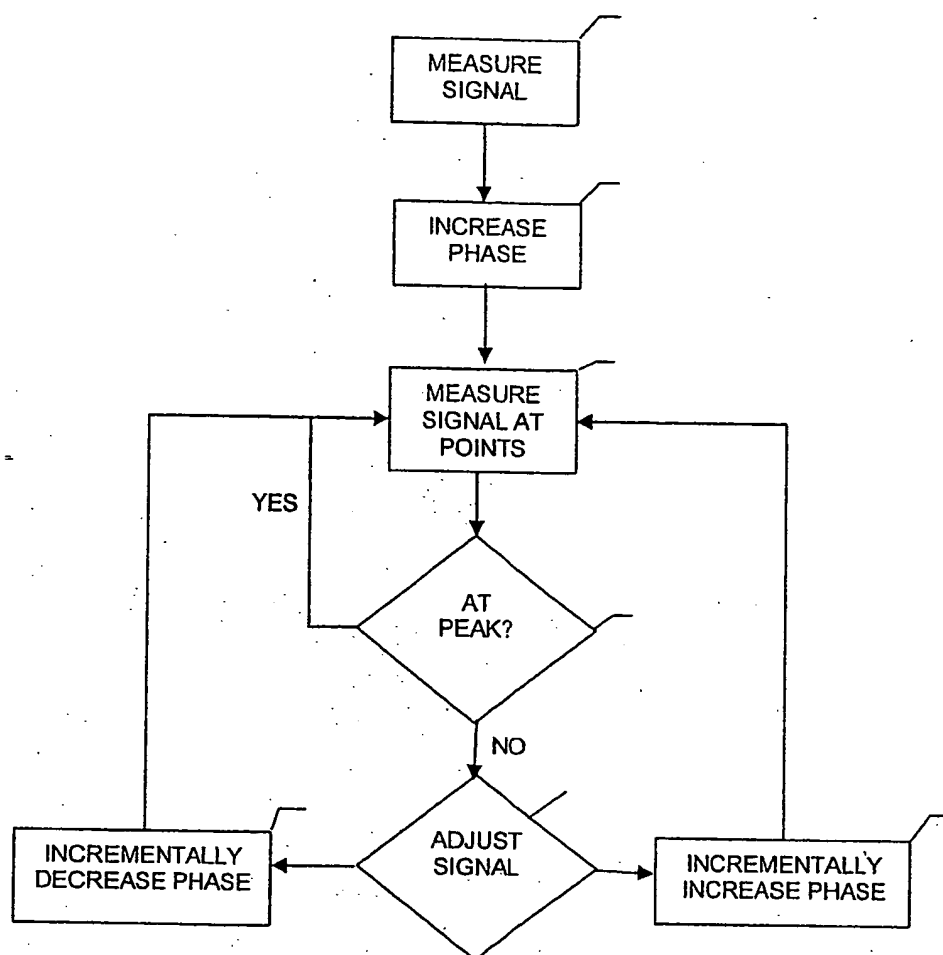 MEASURE
SIGNAL
INCREASE
PHASE
MEASURE
SIGNAL AT
POINTS
YES
AT
PEAK?
NO
ADJUST
SIGNAL
INCREMENTALLY
DECREASE PHASE
INCREMENTALLY
INCREASE PHASE